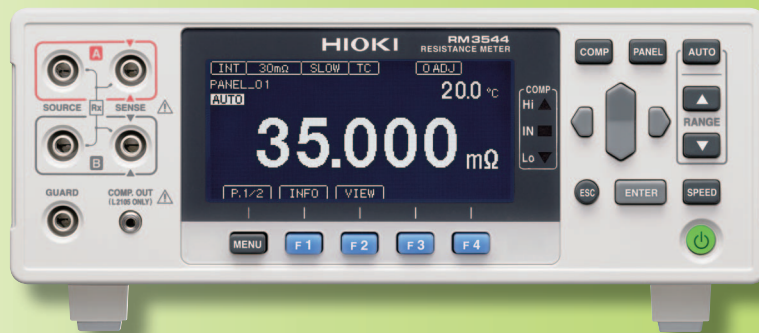 HIOKI
RM3544
RESISTANCE METER
A
SOURCE
Rx
SENSE
B
GUARD
COMP. OUT
(L2105 ONLY)
INT 30mΩ SLOW TC 0 ADJ
PANEL_01
20.0 °C
AUTO
35.000 mΩ
P.1/2 INFO VIEW
COMP
Hi
IN
Lo
MENU F1 F2 F3 F4
COMP PANEL AUTO
RANGE
ESC ENTER SPEED